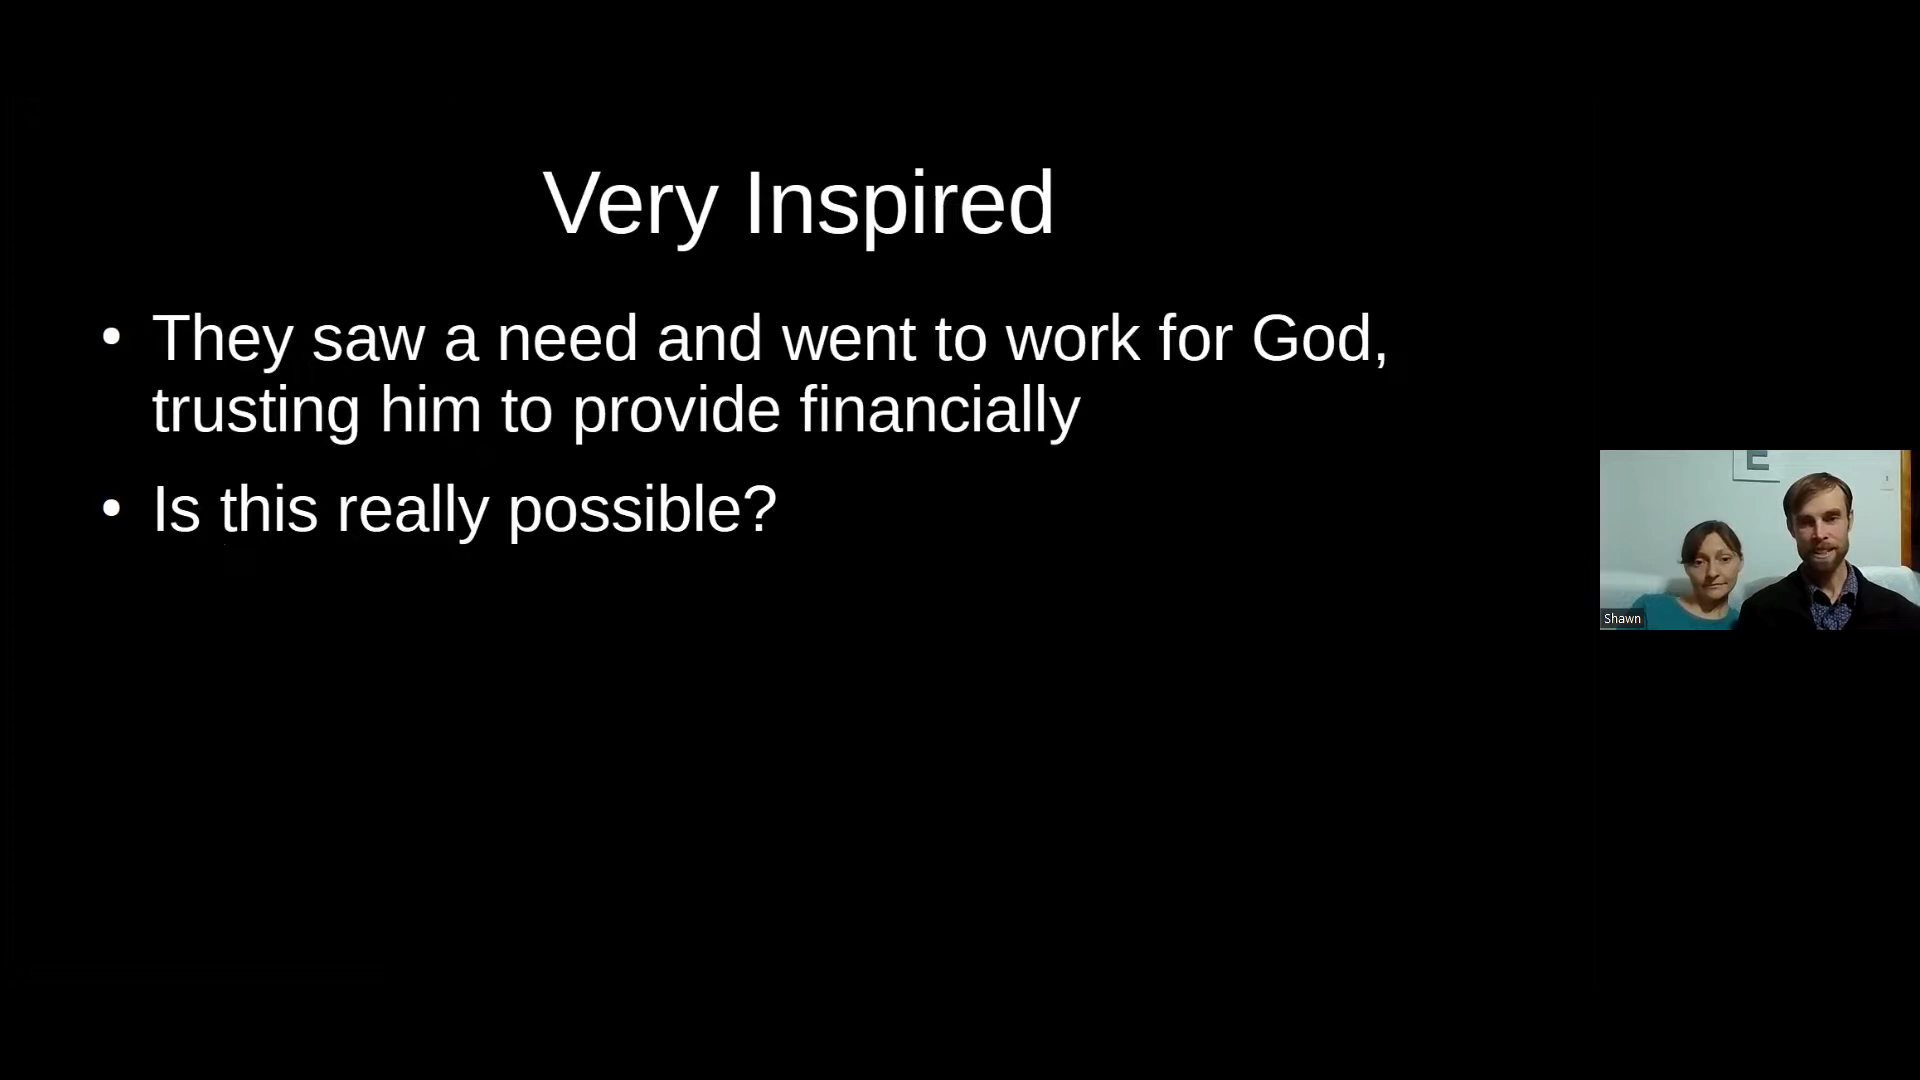 Very Inspired
• They saw a need and went to work for God,
trusting him to provide financially
• Is this really possible?
E
Shawn